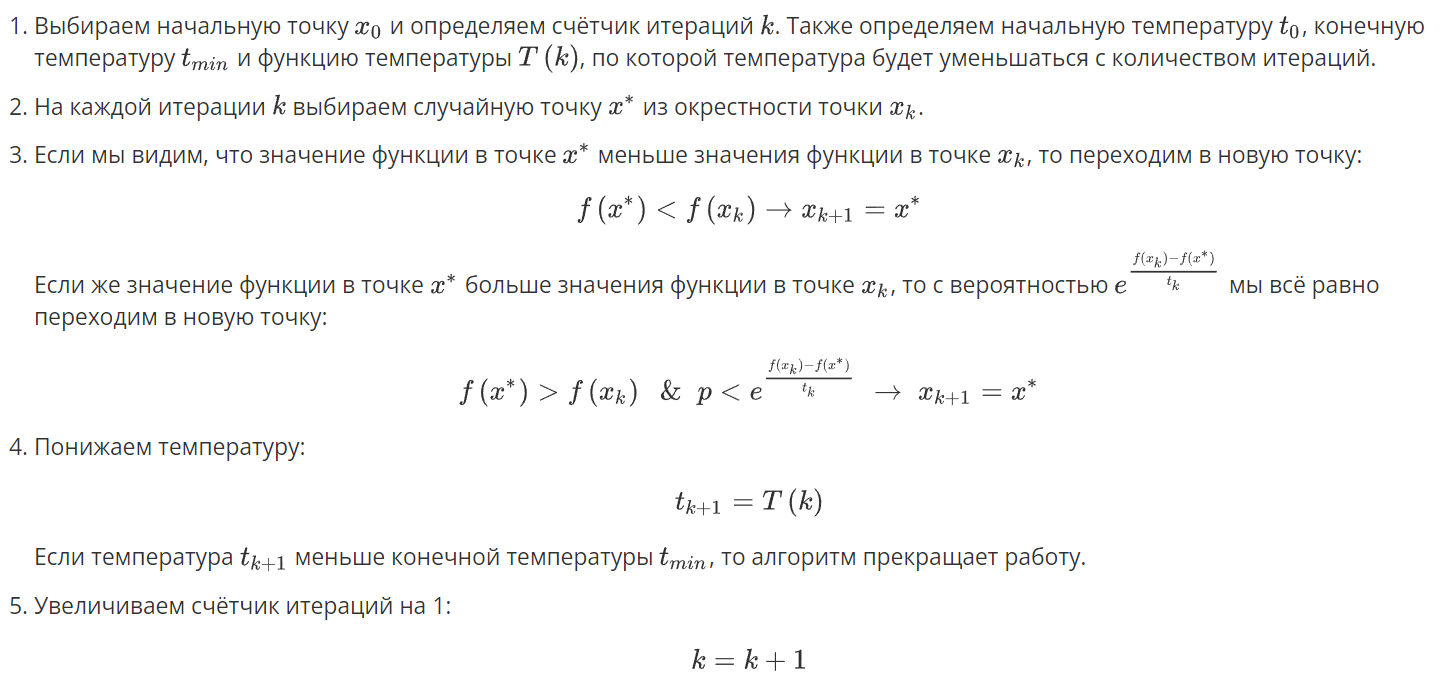 1. Выбираем начальную точку x₀ и определяем счётчик итераций k. Также определяем начальную температуру t₀, конечную
температуру t_{min} и функцию температуры T (k), по которой температура будет уменьшаться с количеством итераций.
2. На каждой итерации k выбираем случайную точку x* из окрестности точки x_k.
3. Если мы видим, что значение функции в точке x* меньше значения функции в точке x_k, то переходим в новую точку:
f (x*) < f (x_k) → x_{k+1} = x*
Если же значение функции в точке x* больше значения функции в точке x_k, то с вероятностью e^{\frac{f(x_k)−f(x*)}{t_k}} мы всё равно
переходим в новую точку:
f (x*) > f (x_k) & p < e^{\frac{f(x_k)−f(x*)}{t_k}} → x_{k+1} = x*
4. Понижаем температуру:
t_{k+1} = T (k)
Если температура t_{k+1} меньше конечной температуры t_{min}, то алгоритм прекращает работу.
5. Увеличиваем счётчик итераций на 1:
k = k + 1